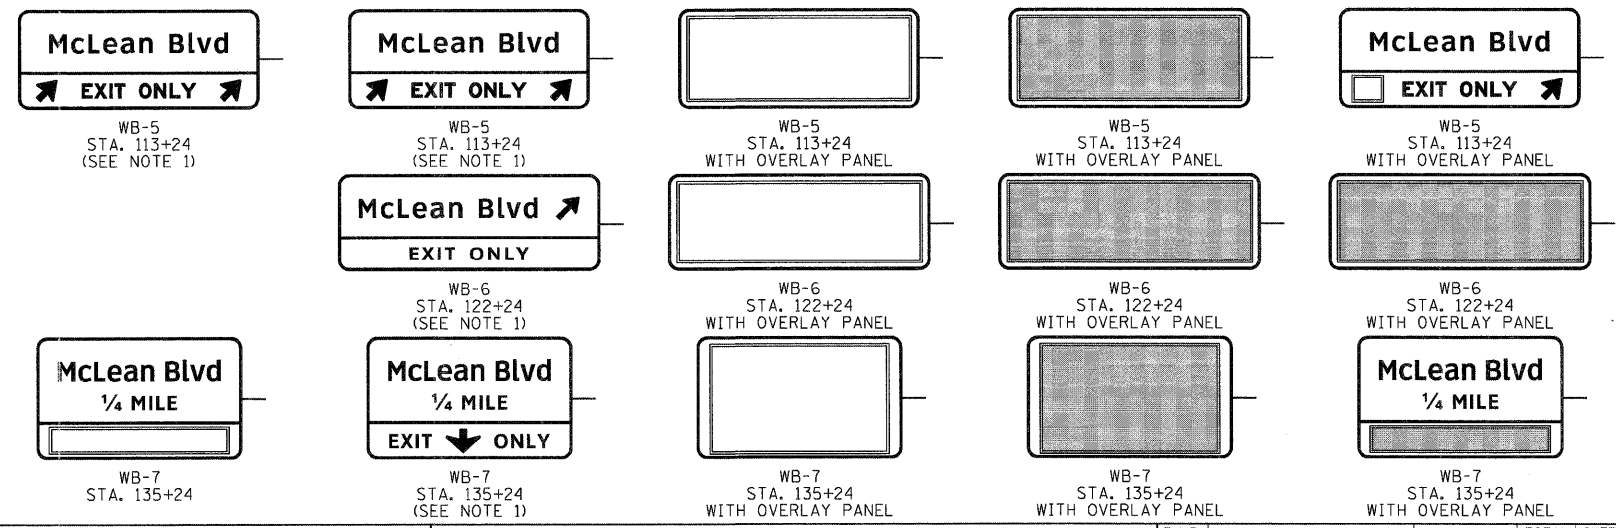 McLean Blvd
EXIT ONLY
WB-5
STA. 113+24
(SEE NOTE 1)
McLean Blvd
EXIT ONLY
WB-5
STA. 113+24
(SEE NOTE 1)
WB-5
STA. 113+24
WITH OVERLAY PANEL
WB-5
STA. 113+24
WITH OVERLAY PANEL
McLean Blvd
EXIT ONLY
WB-5
STA. 113+24
WITH OVERLAY PANEL
McLean Blvd
EXIT ONLY
WB-6
STA. 122+24
(SEE NOTE 1)
WB-6
STA. 122+24
WITH OVERLAY PANEL
WB-6
STA. 122+24
WITH OVERLAY PANEL
WB-6
STA. 122+24
WITH OVERLAY PANEL
McLean Blvd
1/4 MILE
WB-7
STA. 135+24
McLean Blvd
1/4 MILE
EXIT ONLY
WB-7
STA. 135+24
(SEE NOTE 1)
WB-7
STA. 135+24
WITH OVERLAY PANEL
WB-7
STA. 135+24
WITH OVERLAY PANEL
McLean Blvd
1/4 MILE
WB-7
STA. 135+24
WITH OVERLAY PANEL